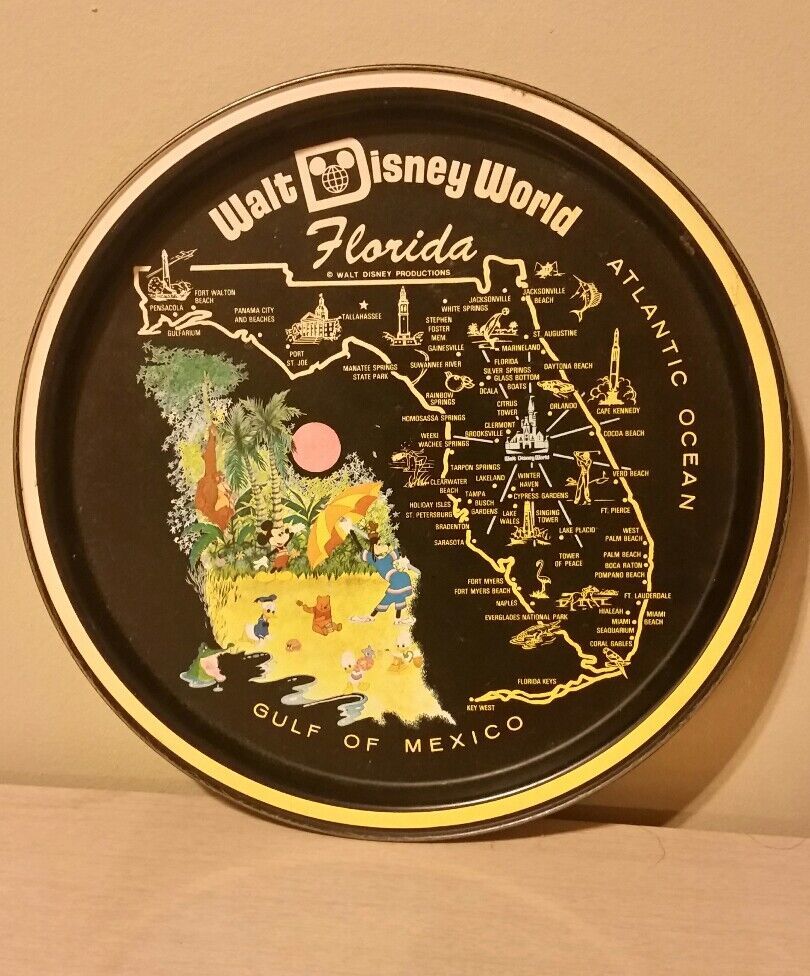 Walt Disney World
Florida
© WALT DISNEY PRODUCTIONS
ATLANTIC OCEAN
PENSACOLA
FORT WALTON
BEACH
GULFARIUM
PANAMA CITY
AND BEACHES
PORT
ST. JOE
TALLAHASSEE
MANATEE SPRINGS
STATE PARK
STEPHEN
FOSTER
MEM.
WHITE SPRINGS
JACKSONVILLE
JACKSONVILLE
BEACH
GAINESVILLE
SUWANNEE RIVER
ST. AUGUSTINE
MARINELAND
FLORIDA
SILVER SPRINGS
GLASS BOTTOM
BOATS
DAYTONA BEACH
OCALA
RAINBOW
SPRINGS
HOMOSASSA SPRINGS
CITRUS
TOWER
ORLANDO
CAPE KENNEDY
CLERMONT
BROOKSVILLE
WEEKI
WACHEE SPRINGS
Walt Disney World
COCOA BEACH
TARPON SPRINGS
LAKELAND
WINTER
HAVEN
VERO BEACH
CLEARWATER
BEACH
TAMPA
BUSCH
GARDENS
CYPRESS GARDENS
HOLIDAY ISLES
ST. PETERSBURG
LAKE
WALES
SINGING
TOWER
FT. PIERCE
BRADENTON
LAKE PLACID
WEST
PALM BEACH
SARASOTA
TOWER
OF PEACE
PALM BEACH
BOCA RATON
POMPANO BEACH
FORT MYERS
FORT MYERS BEACH
NAPLES
FT. LAUDERDALE
HIALEAH
MIAMI
BEACH
EVERGLADES NATIONAL PARK
MIAMI
SEAQUARIUM
CORAL GABLES
FLORIDA KEYS
KEY WEST
GULF OF MEXICO